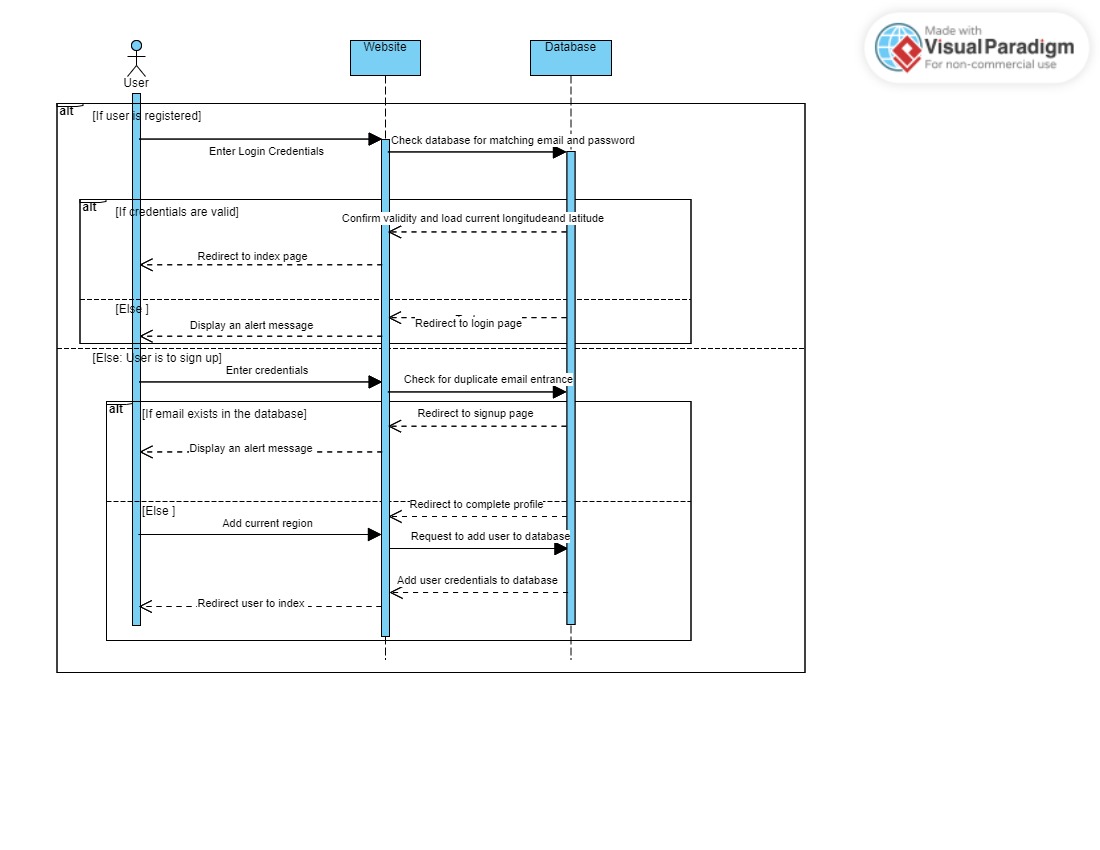 Made with
Visual Paradigm
For non-commercial use
Website
Database
User
alt
[If user is registered]
Check database for matching email and password
Enter Login Credentials
alt
[If credentials are valid]
Confirm validity and load current longitudeand latitude
Redirect to index page
[Else ]
Redirect to login page
Display an alert message
[Else: User is to sign up]
Enter credentials
Check for duplicate email entrance
alt
[If email exists in the database]
Redirect to signup page
Display an alert message
Redirect to complete profile
[Else ]
Add current region
Request to add user to database
Add user credentials to database
Redirect user to index